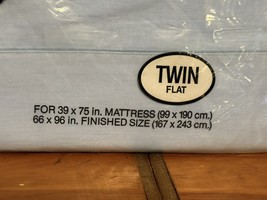 TWIN
FLAT
FOR 39 x 75 in. MATTRESS (99 x 190 cm.)
66 x 96 in. FINISHED SIZE (167 x 243 cm.)